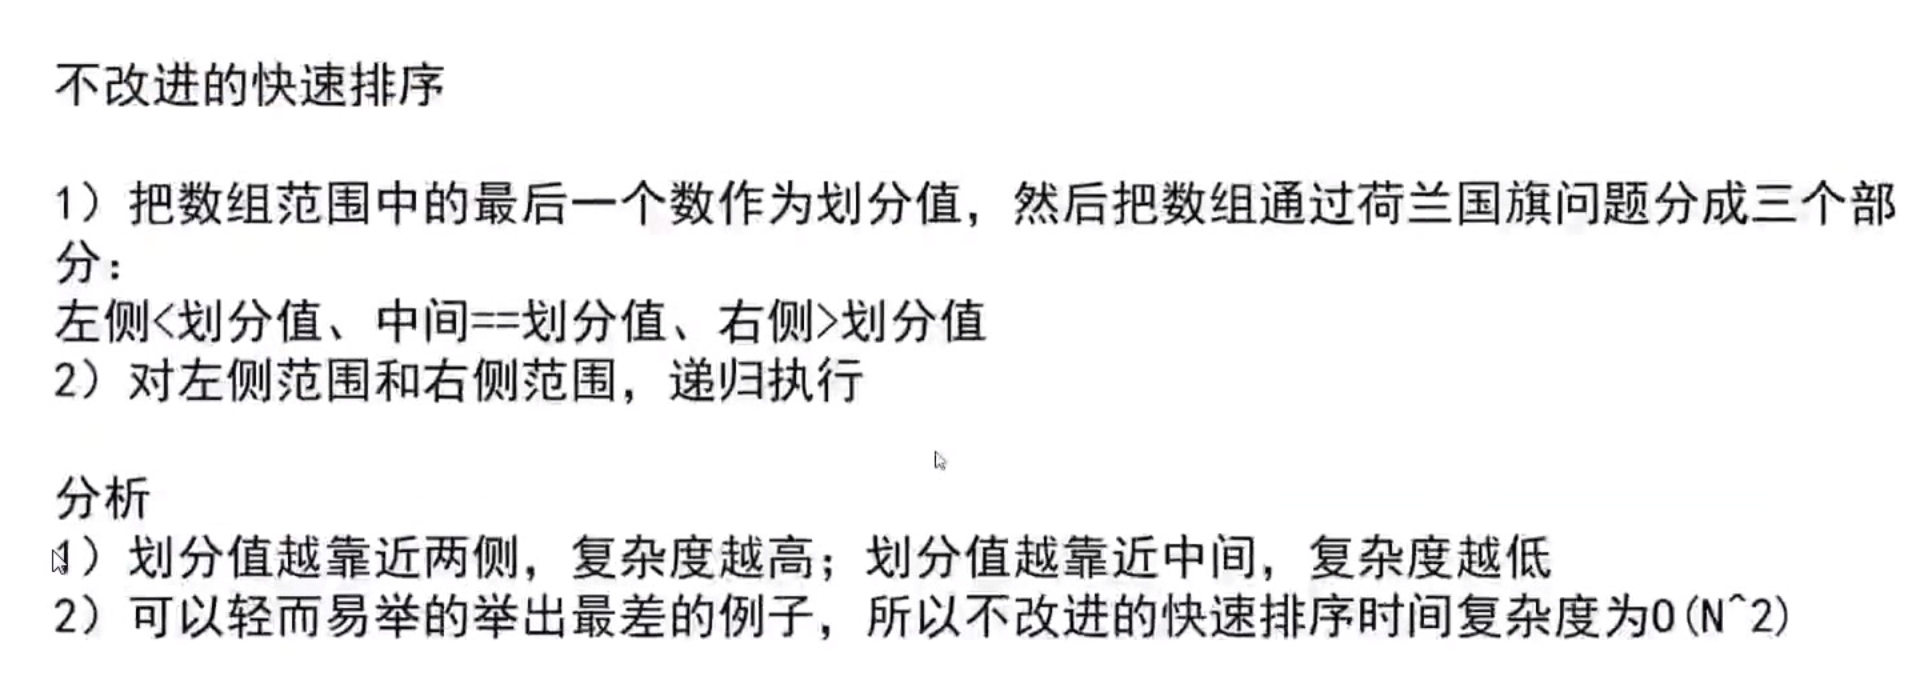 不改进的快速排序
1）把数组范围中的最后一个数作为划分值，然后把数组通过荷兰国旗问题分成三个部
分：
左侧<划分值、中间==划分值、右侧>划分值
2）对左侧范围和右侧范围，递归执行
分析
1）划分值越靠近两侧，复杂度越高；划分值越靠近中间，复杂度越低
2）可以轻而易举的举出最差的例子，所以不改进的快速排序时间复杂度为O(N^2)